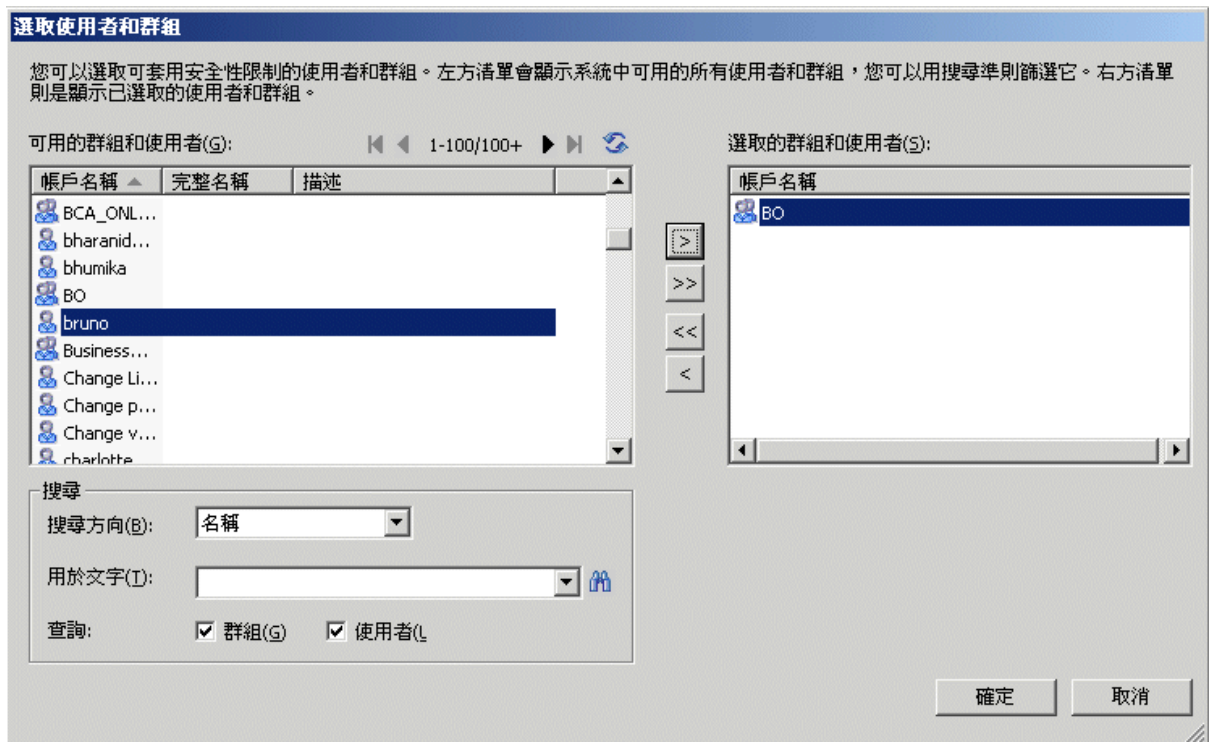 選取使用者和群組
您可以選取可套用安全性限制的使用者和群組。左方清單會顯示系統中可用的所有使用者和群組，您可以用搜尋準則篩選它。右方清單
則是顯示已選取的使用者和群組。
可用的群組和使用者(G):
1-100/100+
選取的群組和使用者(S):
帳戶名稱 完整名稱 描述
帳戶名稱
BCA_ONL...
BO
bharanid...
bhumika
BO
bruno
Business...
Change Li...
Change p...
Change v...
charlotte
>
>>
<<
<
搜尋
搜尋方向(B): 名稱
用於文字(T):
查詢: 群組(G) 使用者(L
確定 取消